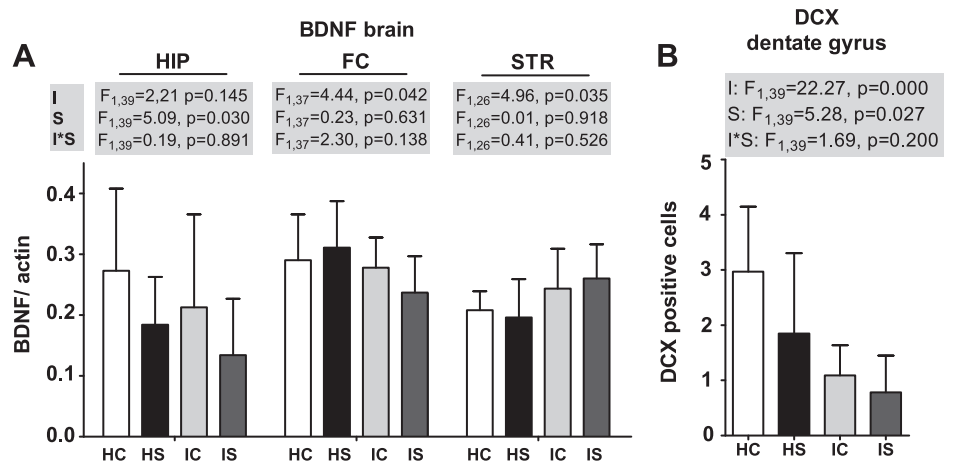 BDNF brain
A
HIP FC STR
I F1,39=2,21 p=0.145 F1,37=4.44, p=0.042 F1,26=4.96, p=0.035
S F1,39=5.09, p=0.030 F1,37=0.23, p=0.631 F1,26=0.01, p=0.918
I*S F1,39=0.19, p=0.891 F1,37=2.30, p=0.138 F1,26=0.41, p=0.526
BDNF/ actin
0.4
0.3
0.2
0.1
0.0
HC HS IC IS HC HS IC IS HC HS IC IS
DCX
dentate gyrus
B
I: F1,39=22.27, p=0.000
S: F1,39=5.28, p=0.027
I*S: F1,39=1.69, p=0.200
DCX positive cells
5
4
3
2
1
0
HC HS IC IS